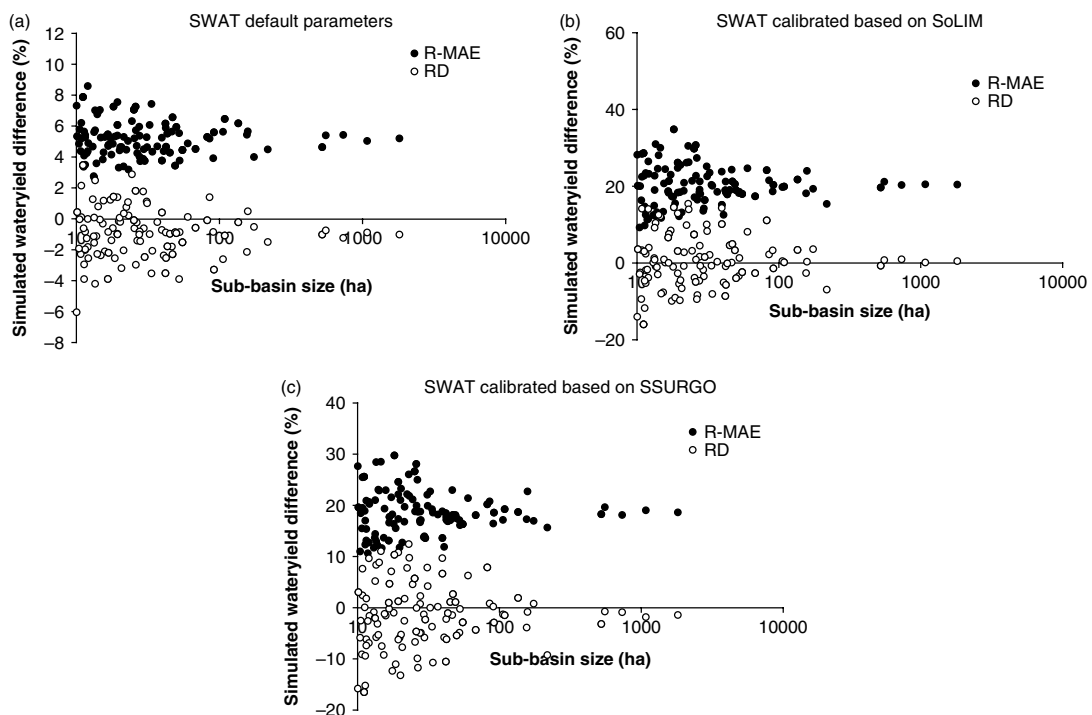 (a)
SWAT default parameters
Simulated wateryield difference (%)
12
10
8
6
4
2
0
−2
−4
−6
−8
R-MAE
RD
10
100
1000
10000
Sub-basin size (ha)
(b)
SWAT calibrated based on SoLIM
Simulated wateryield difference (%)
60
40
20
0
−20
R-MAE
RD
10
100
1000
10000
Sub-basin size (ha)
(c)
SWAT calibrated based on SSURGO
Simulated wateryield difference (%)
40
30
20
10
0
−10
−20
R-MAE
RD
10
100
1000
10000
Sub-basin size (ha)